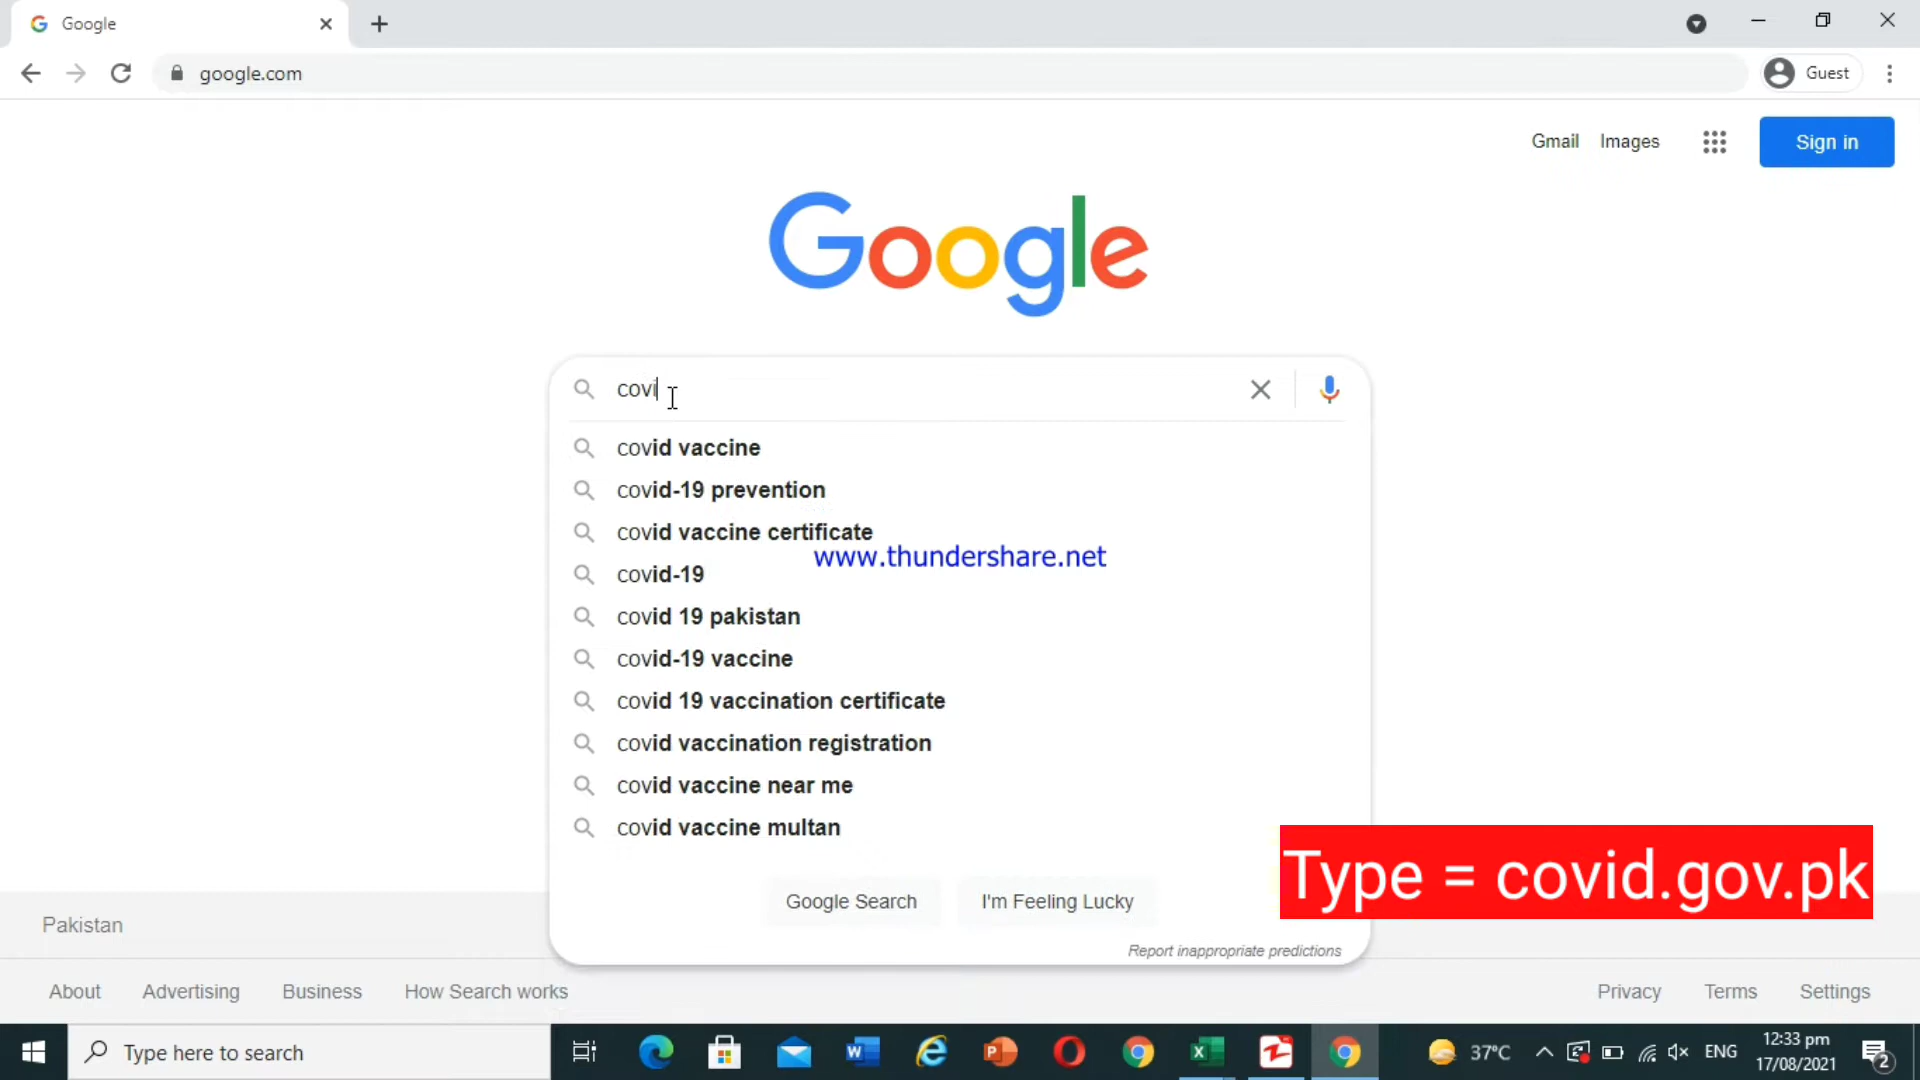 Google
google.com
Guest
Gmail
Images
Sign in
Google
covi
covid vaccine
covid-19 prevention
covid vaccine certificate
www.thundershare.net
covid-19
covid 19 pakistan
covid-19 vaccine
covid 19 vaccination certificate
covid vaccination registration
covid vaccine near me
covid vaccine multan
Type = covid.gov.pk
Google Search
I'm Feeling Lucky
Pakistan
Report inappropriate predictions
About
Advertising
Business
How Search works
Privacy
Terms
Settings
Type here to search
37°C
ENG
12:33 pm
17/08/2021
2